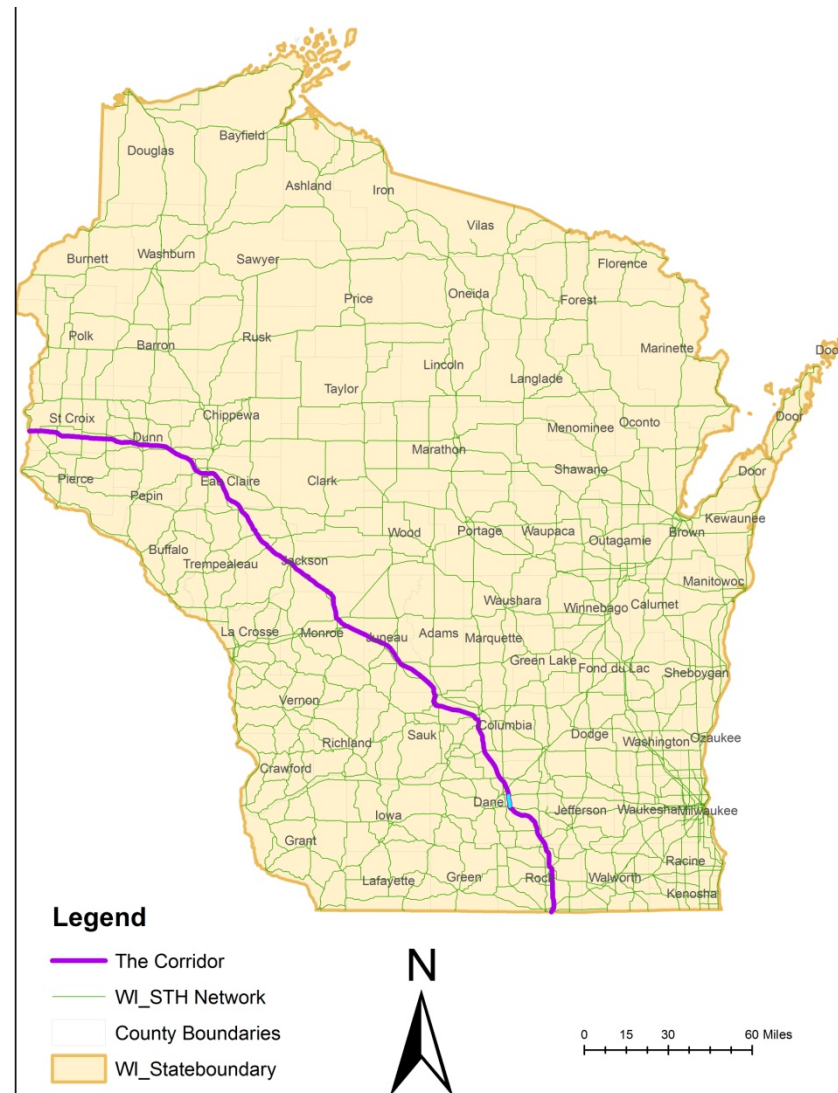 Bayfield
Douglas
Ashland
Iron
Vilas
Burnett
Washburn
Sawyer
Florence
Price
Oneida
Forest
Polk
Barron
Rusk
Marinette
Doo
Lincoln
Langlade
Taylor
St Croix
Chippewa
Door
Dunn
Menominee
Oconto
Marathon
Shawano
Door
Pierce
Eau Claire
Clark
Pepin
Kewaunee
Wood
Portage
Waupaca
Brown
Outagamie
Buffalo
Trempealeau
Jackson
Manitowoc
Waushara
Winnebago
Calumet
La Crosse
Monroe
Juneau
Adams
Marquette
Green Lake
Fond du Lac
Sheboygan
Vernon
Columbia
Sauk
Dodge
Richland
Washington
Ozaukee
Crawford
Dane
Iowa
Jefferson
Waukesha
Milwaukee
Grant
Racine
Lafayette
Green
Rock
Walworth
Kenosha
Legend
The Corridor
WI_STH Network
County Boundaries
WI_Stateboundary
N
0 15 30 60 Miles